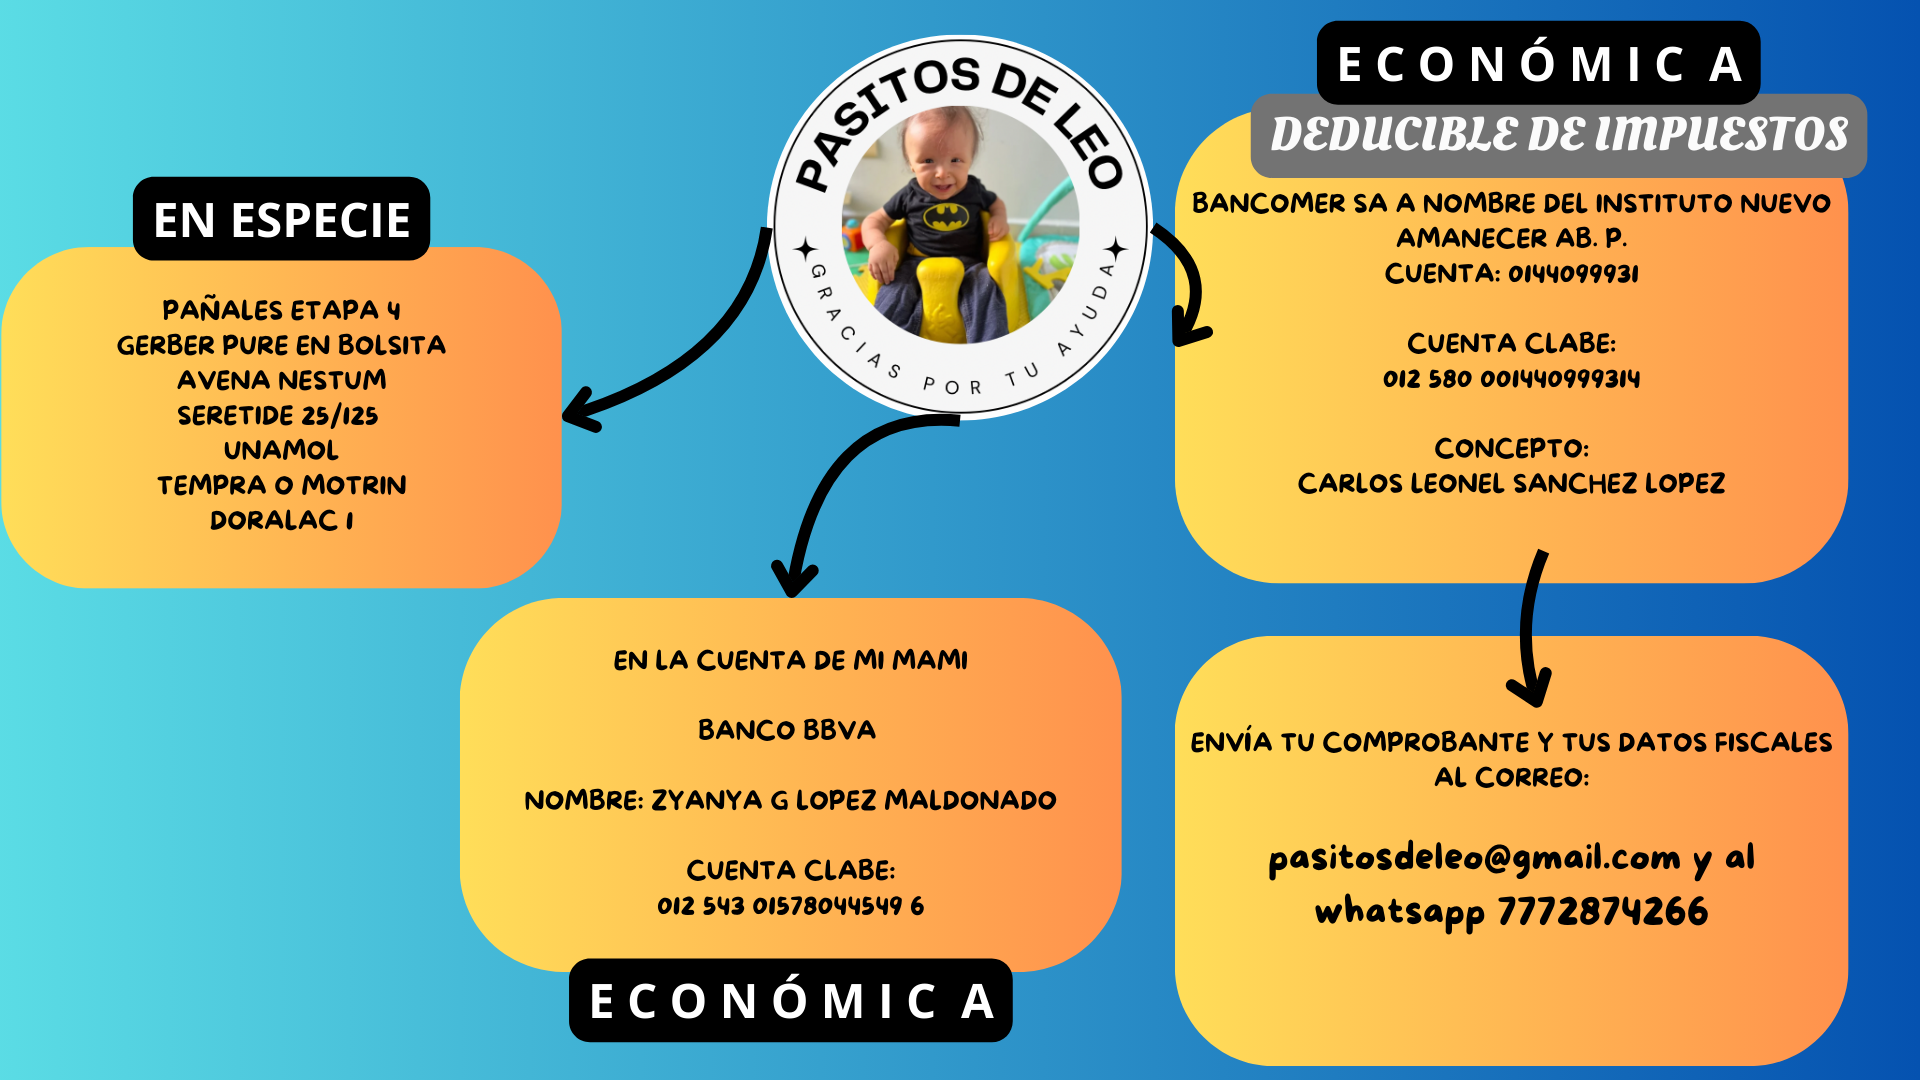 PASITOS DE LEO
GRACIAS POR TU AYUDA
EN ESPECIE
PAÑALES ETAPA 4
GERBER PURE EN BOLSITA
AVENA NESTUM
SERETIDE 25/125
UNAMOL
TEMPRA O MOTRIN
DORALAC 1
EN LA CUENTA DE MI MAMI
BANCO BBVA
NOMBRE: ZYANYA G LOPEZ MALDONADO
CUENTA CLABE:
012 543 01578044549 6
ECONÓMIC A
ECONÓMIC A
DEDUCIBLE DE IMPUESTOS
BANCOMER SA A NOMBRE DEL INSTITUTO NUEVO
AMANECER AB. P.
CUENTA: 0144099931
CUENTA CLABE:
012 580 001440999314
CONCEPTO:
CARLOS LEONEL SANCHEZ LOPEZ
ENVÍA TU COMPROBANTE Y TUS DATOS FISCALES
AL CORREO:
pasitosdeleo@gmail.com y al
whatsapp 7772874266